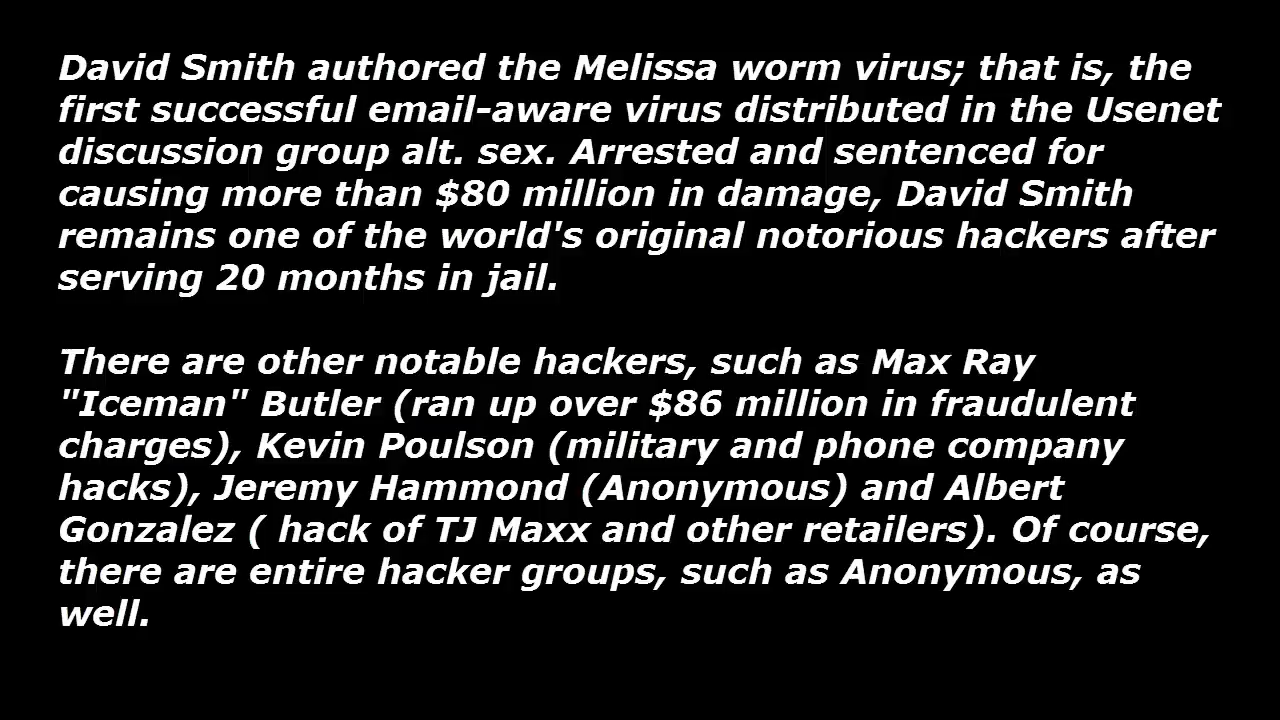 David Smith authored the Melissa worm virus; that is, the
first successful email-aware virus distributed in the Usenet
discussion group alt. sex. Arrested and sentenced for
causing more than $80 million in damage, David Smith
remains one of the world's original notorious hackers after
serving 20 months in jail.
There are other notable hackers, such as Max Ray
"Iceman" Butler (ran up over $86 million in fraudulent
charges), Kevin Poulson (military and phone company
hacks), Jeremy Hammond (Anonymous) and Albert
Gonzalez ( hack of TJ Maxx and other retailers). Of course,
there are entire hacker groups, such as Anonymous, as
well.